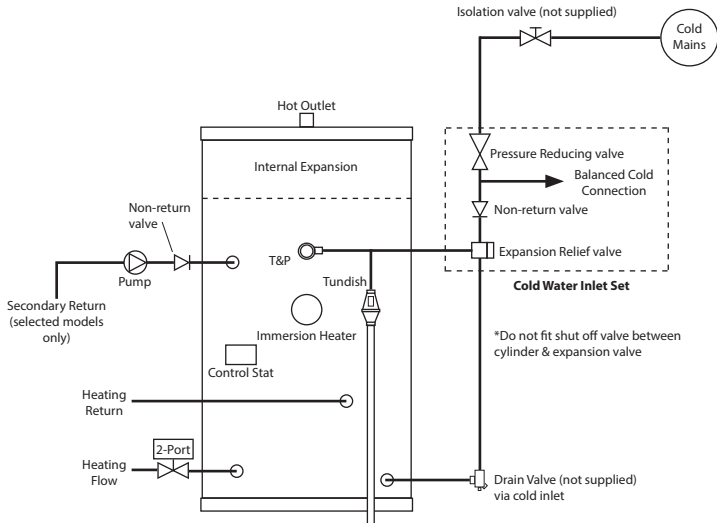 Isolation valve (not supplied)
Cold
Mains
Hot Outlet
Internal Expansion
Pressure Reducing valve
Balanced Cold
Connection
Non-return
valve
Non-return valve
T&P
Expansion Relief valve
Pump
Tundish
Cold Water Inlet Set
Secondary Return
(selected models
only)
Immersion Heater
*Do not fit shut off valve between
cylinder & expansion valve
Control Stat
Heating
Return
2-Port
Heating
Flow
Drain Valve (not supplied)
via cold inlet